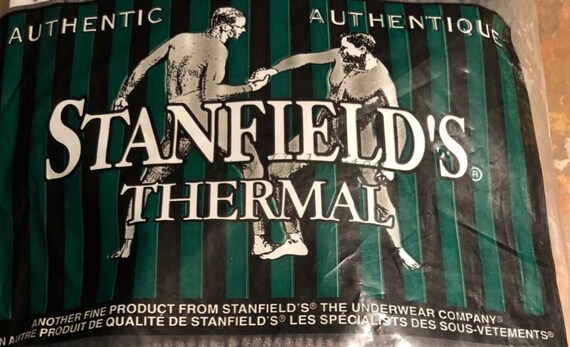 AUTHENTIC AUTHENTIQUE
STANFIELD'S®
THERMAL
ANOTHER FINE PRODUCT FROM STANFIELD'S® THE UNDERWEAR COMPANY®
UN AUTRE PRODUIT DE QUALITÉ DE STANFIELD'S® LES SPÉCIALISTS DES SOUS-VÊTEMENTS®